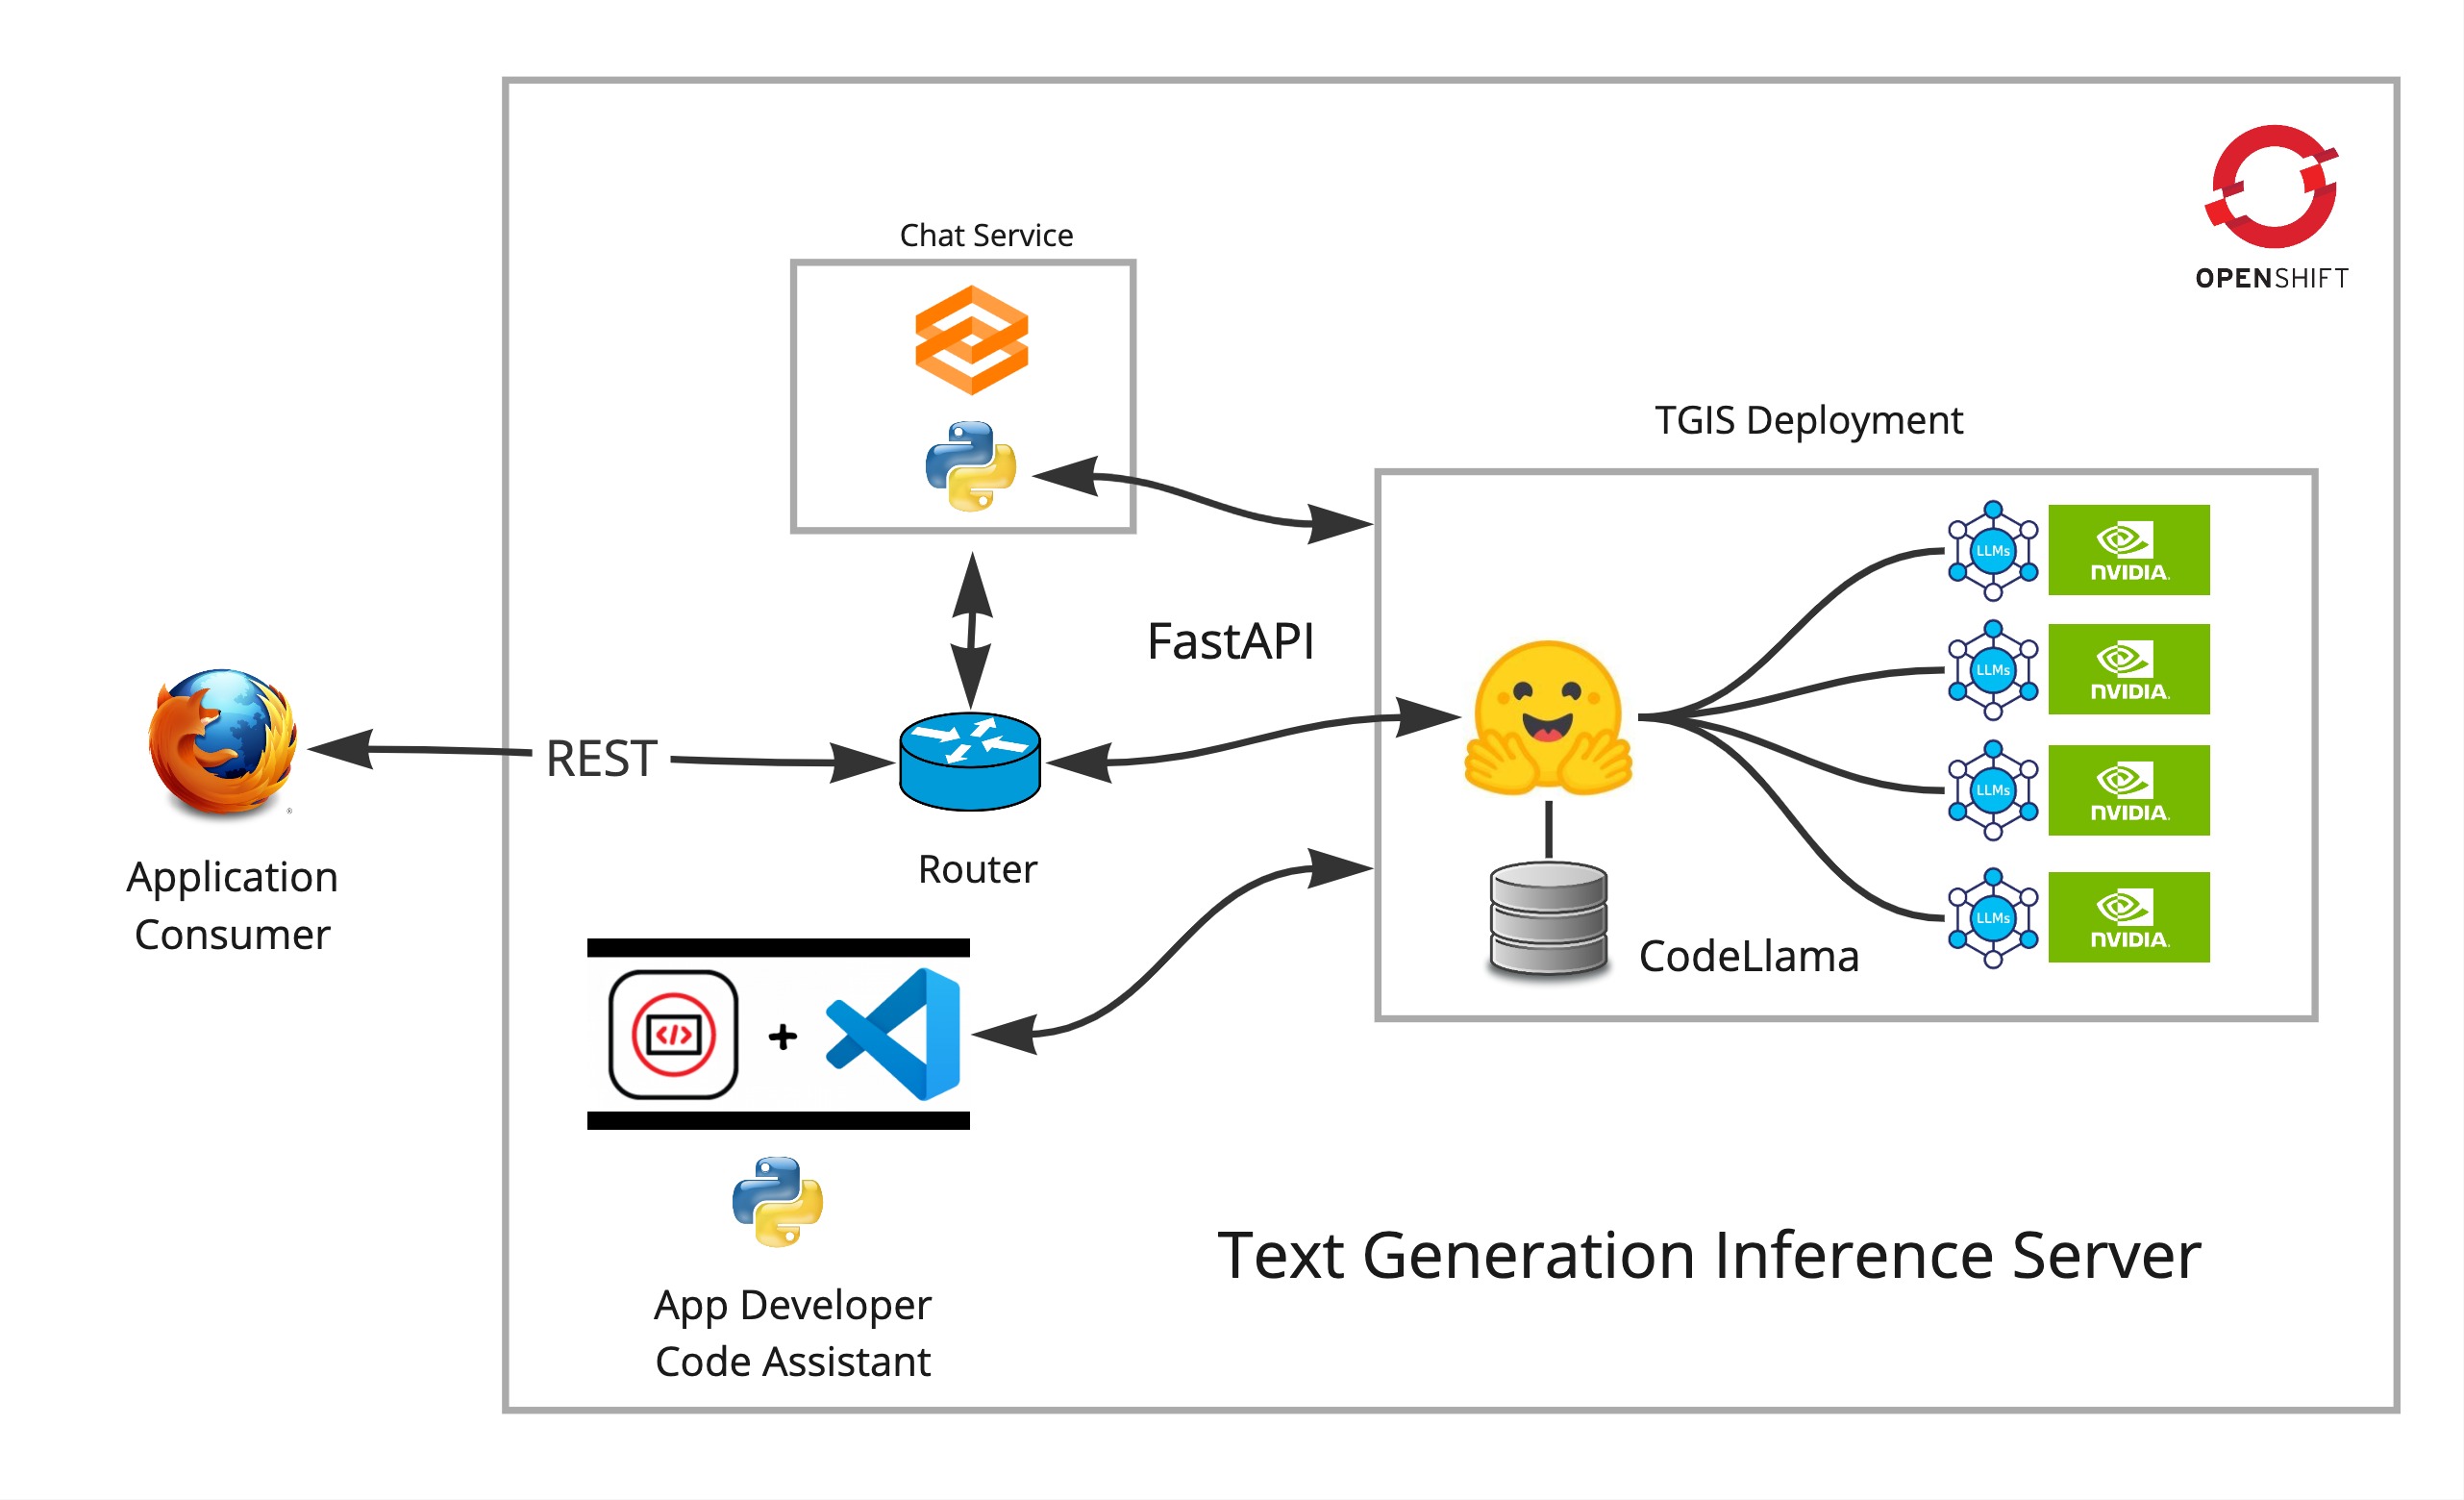 OPENSHIFT
Chat Service
TGIS Deployment
LLMs
NVIDIA.
FastAPI
LLMs
NVIDIA.
REST
LLMs
NVIDIA.
Application
Consumer
Router
LLMs
NVIDIA.
CodeLlama
</>
+
App Developer
Code Assistant
Text Generation Inference Server